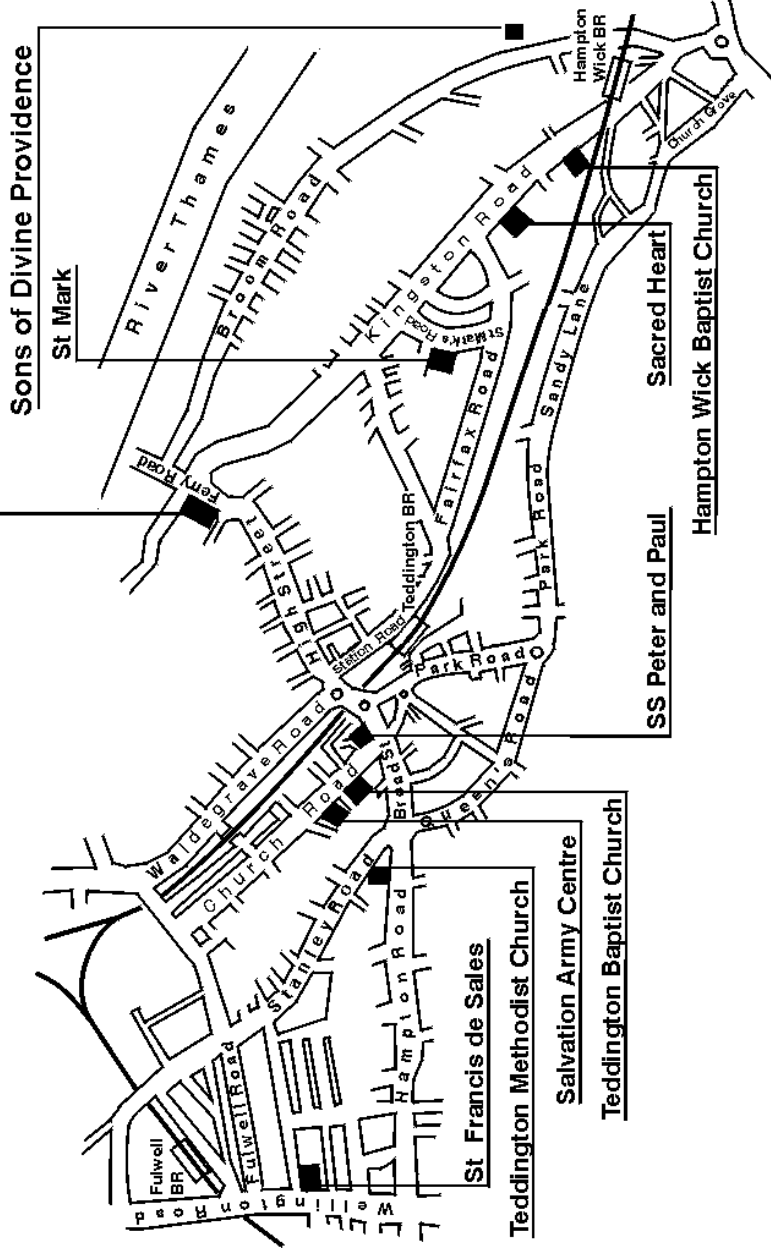 Sons of Divine Providence
St Mark
River Thames
Broom Road
Hampton
Wick BR
Church Grove
Kingston Road
St Mark's Road
Ferry Road
Fairfax Road
Sandy Lane
Sacred Heart
Hampton Wick Baptist Church
High Street
Teddington BR
Station Road
Park Road
Park Road
SS Peter and Paul
Waldegrave Road
Church Road
Broad St
Queen's Road
Stanley Road
Hampton Road
Teddington Methodist Church
Salvation Army Centre
Teddington Baptist Church
St Francis de Sales
Fulwell
BR
Fulwell Road
Wellington Road